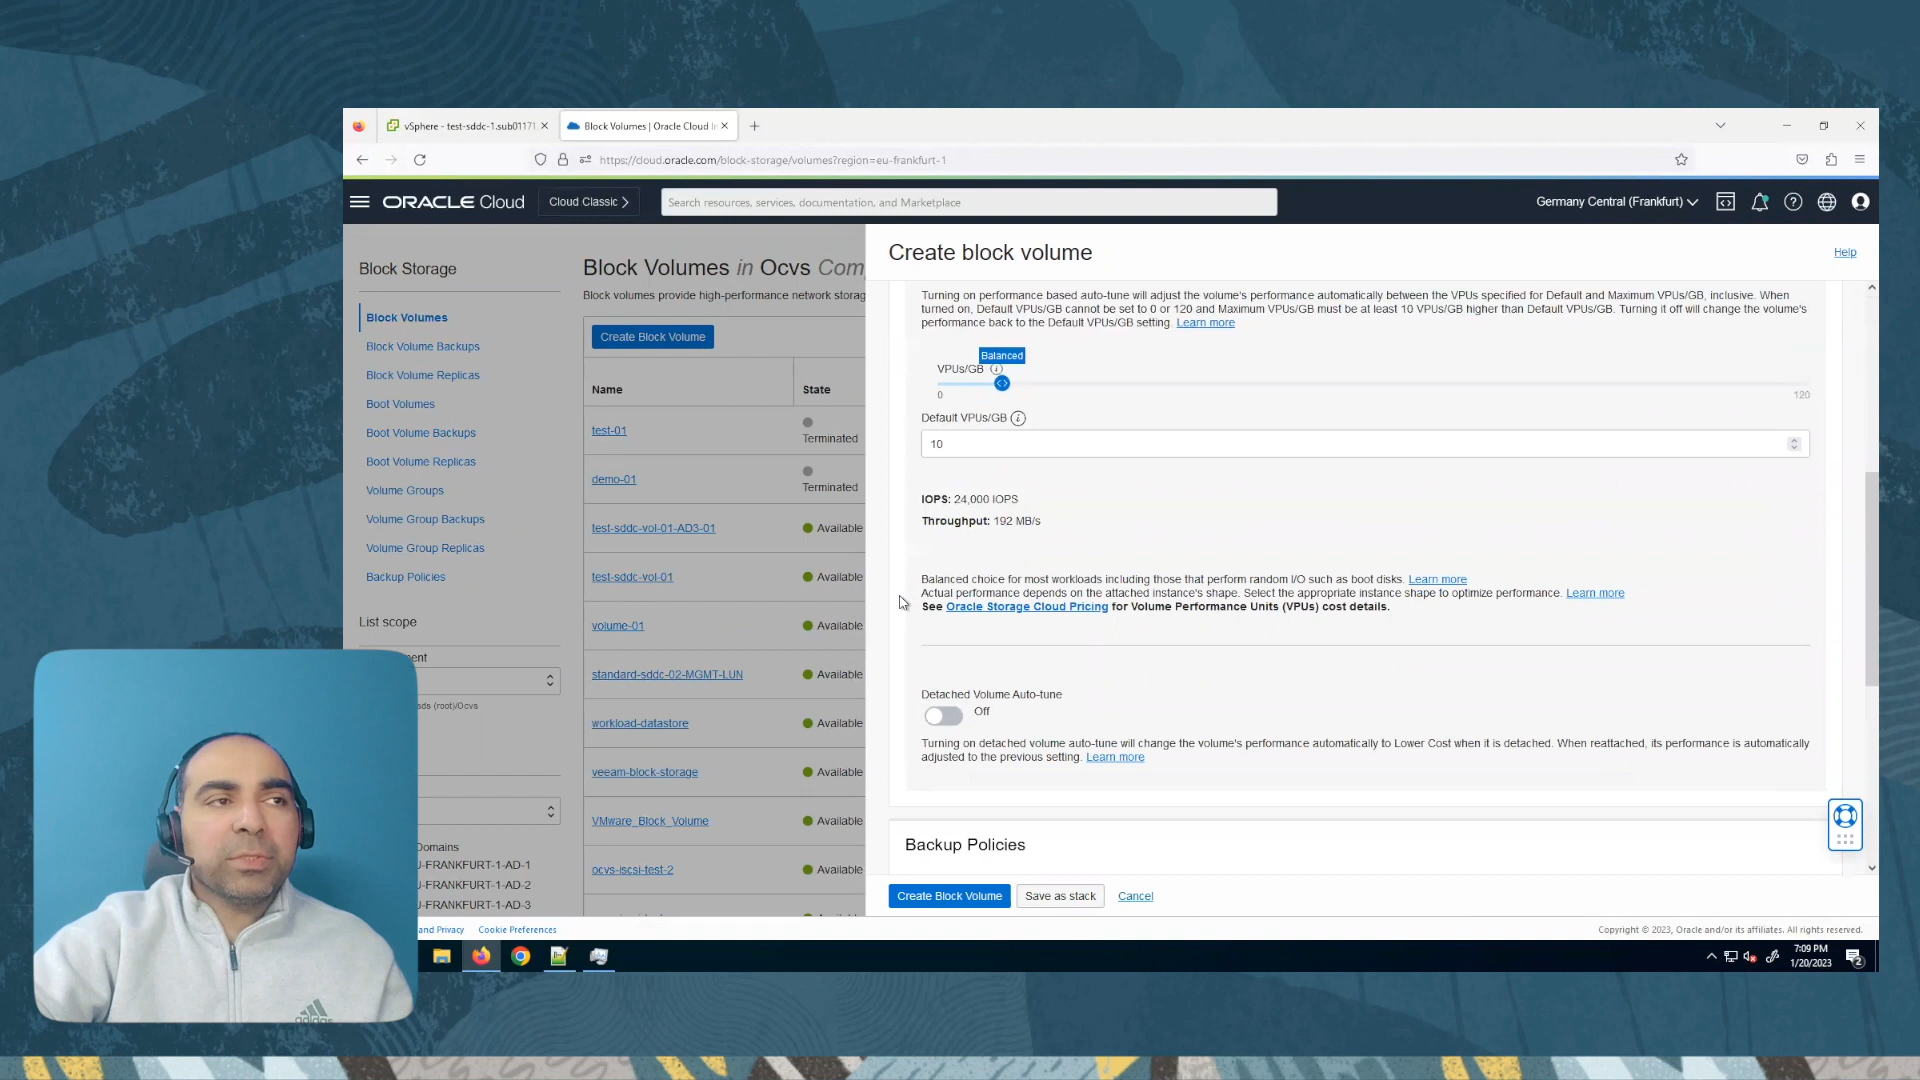 vSphere - test-sddc-1.sub01171
Block Volumes | Oracle Cloud In
https://cloud.oracle.com/block-storage/volumes?region=eu-frankfurt-1
ORACLE Cloud
Cloud Classic
Search resources, services, documentation, and Marketplace
Germany Central (Frankfurt)
Block Storage
Block Volumes
Block Volume Backups
Block Volume Replicas
Boot Volumes
Boot Volume Backups
Boot Volume Replicas
Volume Groups
Volume Group Backups
Volume Group Replicas
Backup Policies
List scope
ent
ds (root)/Ocvs
omains
J-FRANKFURT-1-AD-1
J-FRANKFURT-1-AD-2
J-FRANKFURT-1-AD-3
Block Volumes in Ocvs Com
Block volumes provide high-performance network storag
Create Block Volume
Name
State
test-01
Terminated
demo-01
Terminated
test-sddc-vol-01-AD3-01
Available
test-sddc-vol-01
Available
volume-01
Available
standard-sddc-02-MGMT-LUN
Available
workload-datastore
Available
veeam-block-storage
Available
VMware_Block_Volume
Available
ocvs-iscsi-test-2
Available
Create block volume
Help
Turning on performance based auto-tune will adjust the volume's performance automatically between the VPUs specified for Default and Maximum VPUs/GB, inclusive. When
turned on, Default VPUs/GB cannot be set to 0 or 120 and Maximum VPUs/GB must be at least 10 VPUs/GB higher than Default VPUs/GB. Turning it off will change the volume's
performance back to the Default VPUs/GB setting. Learn more
Balanced
VPUs/GB
0
120
Default VPUs/GB
10
IOPS: 24,000 IOPS
Throughput: 192 MB/s
Balanced choice for most workloads including those that perform random I/O such as boot disks. Learn more
Actual performance depends on the attached instance's shape. Select the appropriate instance shape to optimize performance. Learn more
See Oracle Storage Cloud Pricing for Volume Performance Units (VPUs) cost details.
Detached Volume Auto-tune
Off
Turning on detached volume auto-tune will change the volume's performance automatically to Lower Cost when it is detached. When reattached, its performance is automatically
adjusted to the previous setting. Learn more
Backup Policies
Create Block Volume
Save as stack
Cancel
and Privacy
Cookie Preferences
Copyright © 2023, Oracle and/or its affiliates. All rights reserved.
7:09 PM
1/20/2023
2
adidas